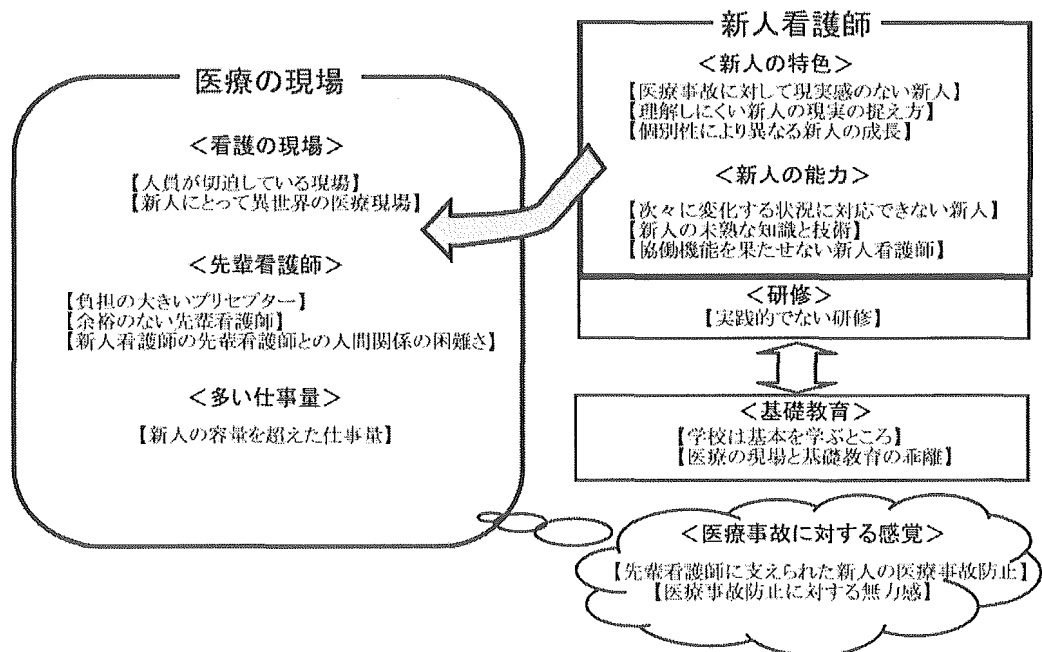 医療の現場
<看護の現場>
【人員が切迫している現場】
【新人にとって異世界の医療現場】
<先輩看護師>
【負担の大きいプリセプター】
【余裕のない先輩看護師】
【新人看護師の先輩看護師との人間関係の困難さ】
<多い仕事量>
【新人の容量を超えた仕事量】
新人看護師
<新人の特色>
【医療事故に対して現実感のない新人】
【理解しにくい新人の現実の捉え方】
【個別性により異なる新人の成長】
<新人の能力>
【次々に変化する状況に対応できない新人】
【新人の未熟な知識と技術】
【協働機能を果たせない新人看護師】
<研修>
【実践的でない研修】
<基礎教育>
【学校は基本を学ぶところ】
【医療の現場と基礎教育の乖離】
<医療事故に対する感覚>
【先輩看護師に支えられた新人の医療事故防止】
【医療事故防止に対する無力感】